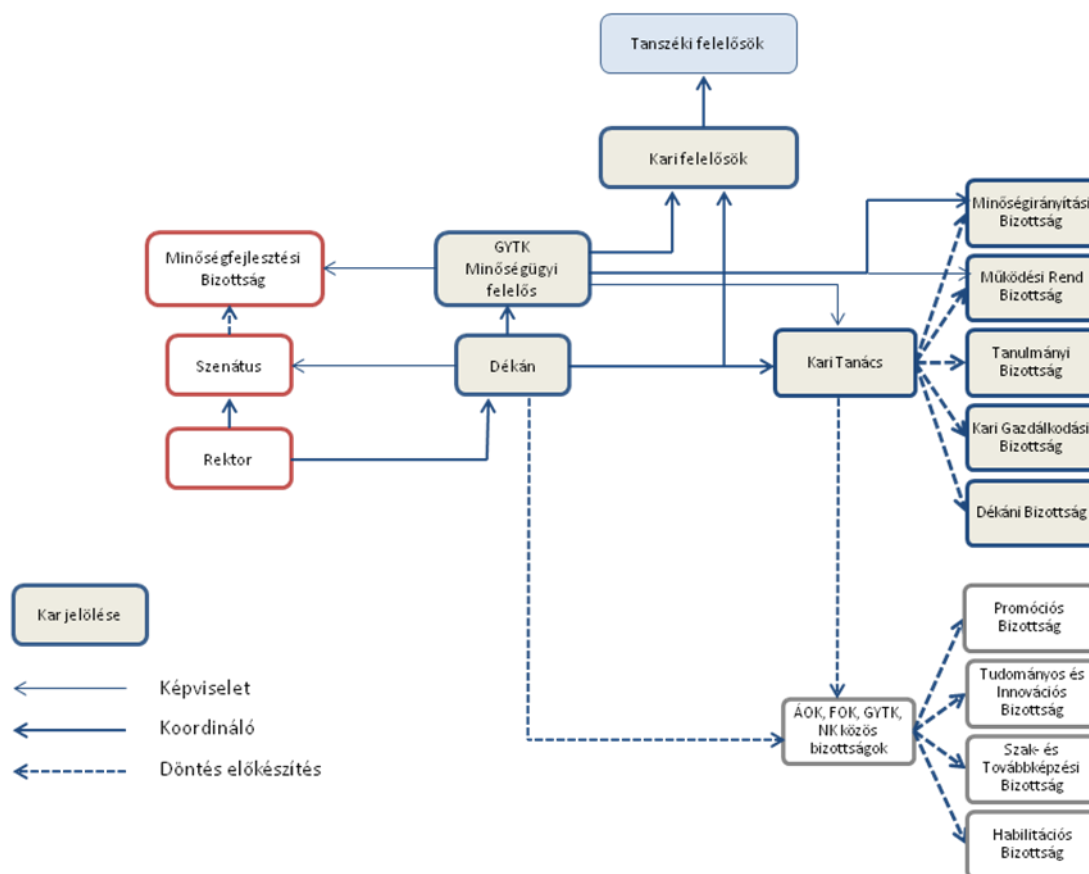 Tanszéki felelősök
Kari felelősök
Minőségirányítási
Bizottság
GYTK
Minőségügyi
felelős
Minőségfejlesztési
Bizottság
Működési Rend
Bizottság
Szenátus
Dékán
Kari Tanács
Tanulmányi
Bizottság
Rektor
Kari Gazdálkodási
Bizottság
Dékáni Bizottság
Kar jelölése
Képviselet
Koordináló
Döntés előkészítés
Promóciós
Bizottság
Tudományos és
Innovációs
Bizottság
ÁOK, FOK, GYTK,
NK közös
bizottságok
Szak- és
Továbbképzési
Bizottság
Habilitációs
Bizottság